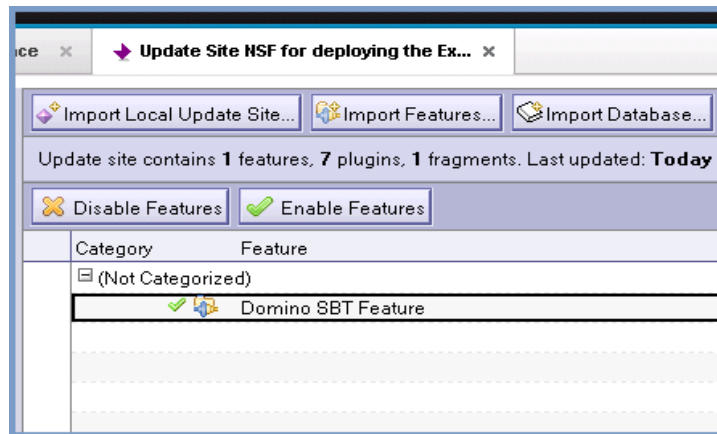 ice × Update Site NSF for deploying the Ex... ×
Import Local Update Site... Import Features... Import Database...
Update site contains 1 features, 7 plugins, 1 fragments. Last updated: Today
Disable Features Enable Features
Category Feature
(Not Categorized)
Domino SBT Feature